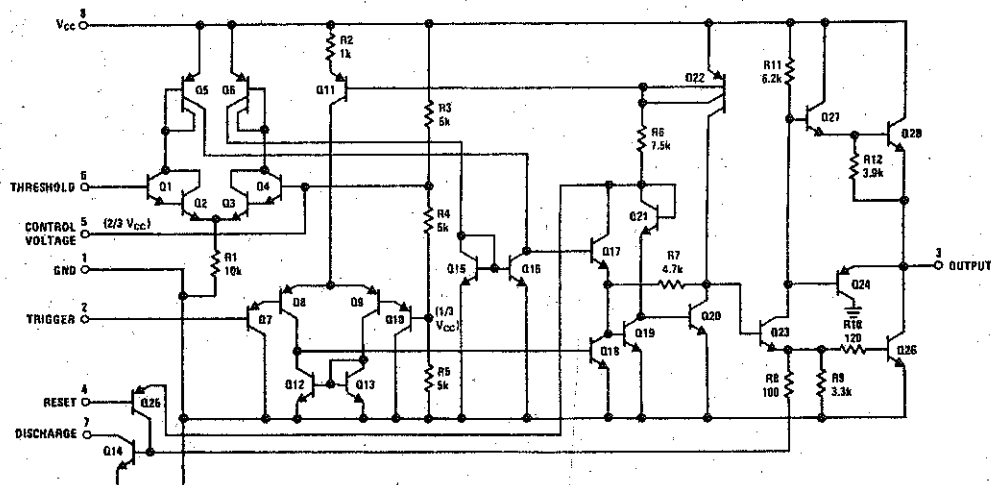 8
VCC
R2
1k
R11
6.2k
Q5
Q6
Q11
Q22
R3
5k
Q27
Q28
R6
7.5k
R12
3.9k
6
THRESHOLD
Q1
Q4
Q2
Q3
5
CONTROL
VOLTAGE
(2/3 VCC)
R4
5k
Q21
Q17
R7
4.7k
1
GND
R1
10k
Q15
Q16
3
OUTPUT
Q24
2
TRIGGER
Q7
Q8
Q9
Q10
(1/3
VCC)
Q19
Q20
Q23
R10
120
Q26
Q18
Q12
Q13
R5
5k
R8
100
R9
3.3k
4
RESET
Q25
7
DISCHARGE
Q14